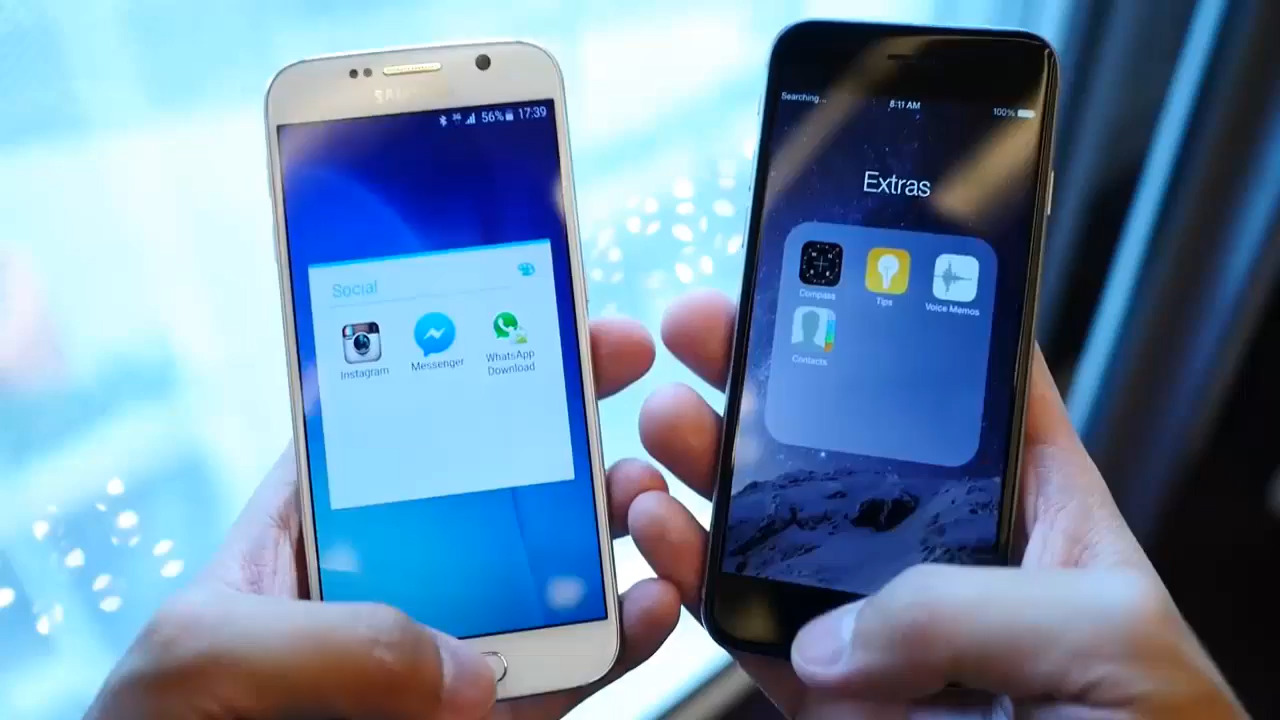 SAMSUNG
3G 56% 17:39
Social
Instagram
Messenger
WhatsApp
Download
Searching...
8:11 AM
100%
Extras
Compass
Tips
Voice Memos
Contacts